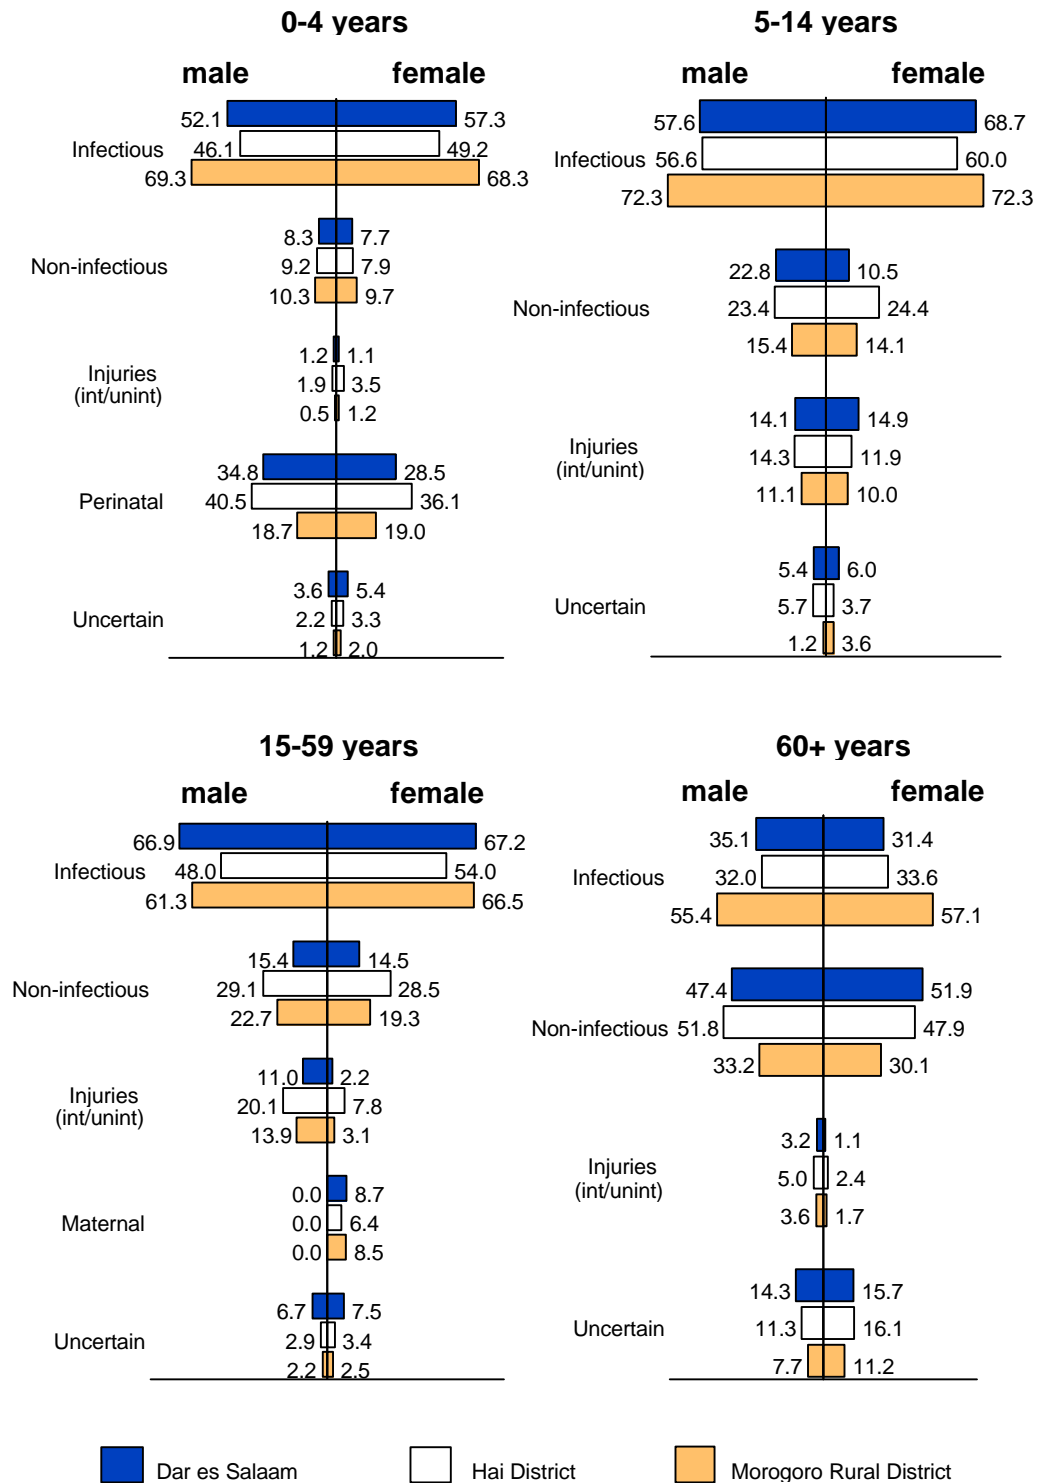 0-4 years
male female
52.1 57.3
Infectious 46.1 49.2
69.3 68.3
8.3 7.7
Non-infectious 9.2 7.9
10.3 9.7
1.2 1.1
Injuries 1.9 3.5
(int/unint)
0.5 1.2
34.8 28.5
Perinatal 40.5 36.1
18.7 19.0
3.6 5.4
Uncertain 2.2 3.3
1.2 2.0
5-14 years
male female
57.6 68.7
Infectious 56.6 60.0
72.3 72.3
22.8 10.5
Non-infectious 23.4 24.4
15.4 14.1
14.1 14.9
Injuries 14.3 11.9
(int/unint)
11.1 10.0
5.4 6.0
Uncertain 5.7 3.7
1.2 3.6
15-59 years
male female
66.9 67.2
Infectious 48.0 54.0
61.3 66.5
15.4 14.5
Non-infectious 29.1 28.5
22.7 19.3
11.0 2.2
Injuries 20.1 7.8
(int/unint)
13.9 3.1
0.0 8.7
Maternal 0.0 6.4
0.0 8.5
6.7 7.5
Uncertain 2.9 3.4
2.2 2.5
60+ years
male female
35.1 31.4
Infectious 32.0 33.6
55.4 57.1
47.4 51.9
Non-infectious 51.8 47.9
33.2 30.1
3.2 1.1
Injuries 5.0 2.4
(int/unint)
3.6 1.7
14.3 15.7
Uncertain 11.3 16.1
7.7 11.2
Dar es Salaam Hai District Morogoro Rural District